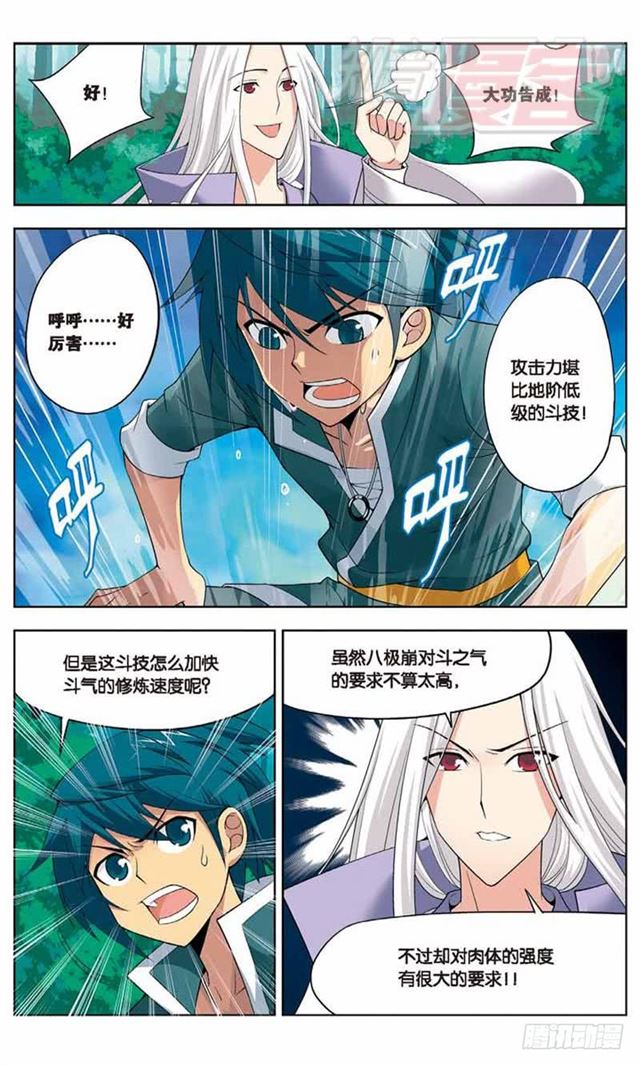 好！
大功告成！
呼呼……好
厉害……
呼
呼
攻击力堪
比地阶低
级的斗技！
呼
呼
但是这斗技怎么加快
斗气的修炼速度呢？
虽然八极崩对斗之气
的要求不算太高，
不过却对肉体的强度
有很大的要求！！
腾讯动漫